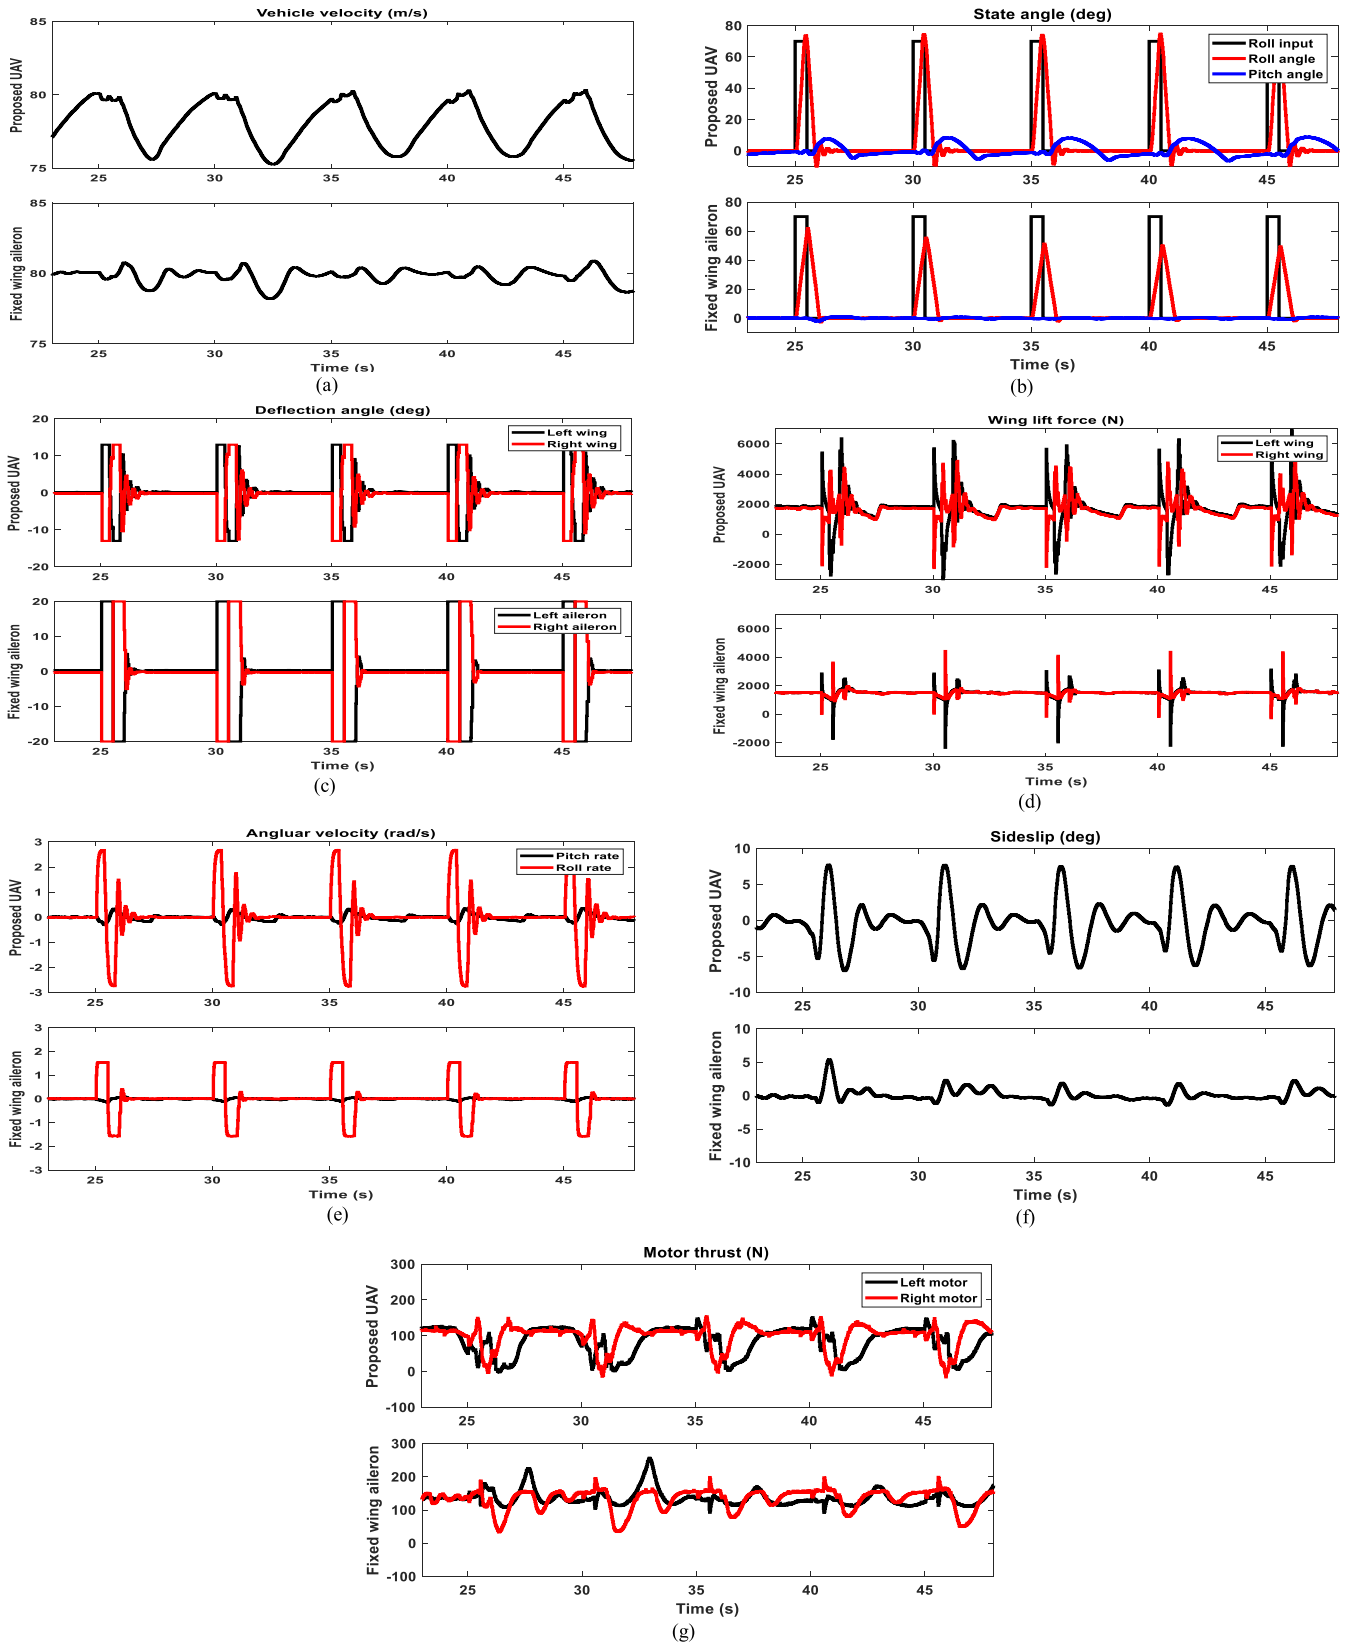 Vehicle velocity (m/s)
Proposed UAV
85
80
75
25 30 35 40 45
Fixed wing aileron
85
80
75
25 30 35 40 45
Time (s)
(a)
State angle (deg)
Proposed UAV
80
60
40
20
0
Roll input
Roll angle
Pitch angle
25 30 35 40 45
Fixed wing aileron
80
60
40
20
0
25 30 35 40 45
Time (s)
(b)
Deflection angle (deg)
Proposed UAV
20
10
0
-10
-20
Left wing
Right wing
25 30 35 40 45
Fixed wing aileron
20
10
0
-10
-20
Left aileron
Right aileron
25 30 35 40 45
Time (s)
(c)
Wing lift force (N)
Proposed UAV
6000
4000
2000
0
-2000
Left wing
Right wing
25 30 35 40 45
Fixed wing aileron
6000
4000
2000
0
-2000
25 30 35 40 45
Time (s)
(d)
Angluar velocity (rad/s)
Proposed UAV
3
2
1
0
-1
-2
-3
Pitch rate
Roll rate
25 30 35 40 45
Fixed wing aileron
3
2
1
0
-1
-2
-3
25 30 35 40 45
Time (s)
(e)
Sideslip (deg)
Proposed UAV
10
5
0
-5
-10
25 30 35 40 45
Fixed wing aileron
10
5
0
-5
-10
25 30 35 40 45
Time (s)
(f)
Motor thrust (N)
Proposed UAV
300
200
100
0
-100
Left motor
Right motor
25 30 35 40 45
Fixed wing aileron
300
200
100
0
-100
25 30 35 40 45
Time (s)
(g)